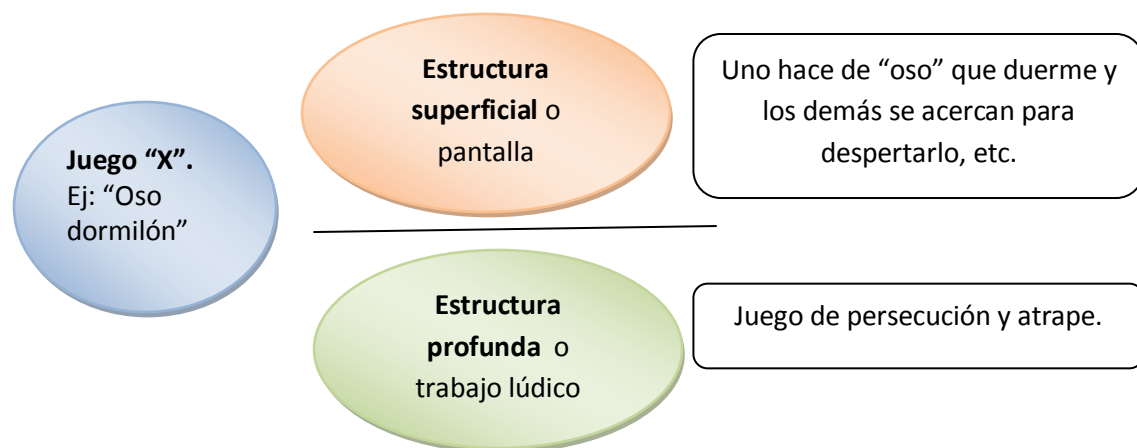 Juego “X”.
Ej: “Oso
dormilón”
Estructura
superficial o
pantalla
Uno hace de “oso” que duerme y
los demás se acercan para
despertarlo, etc.
Estructura
profunda o
trabajo lúdico
Juego de persecución y atrape.